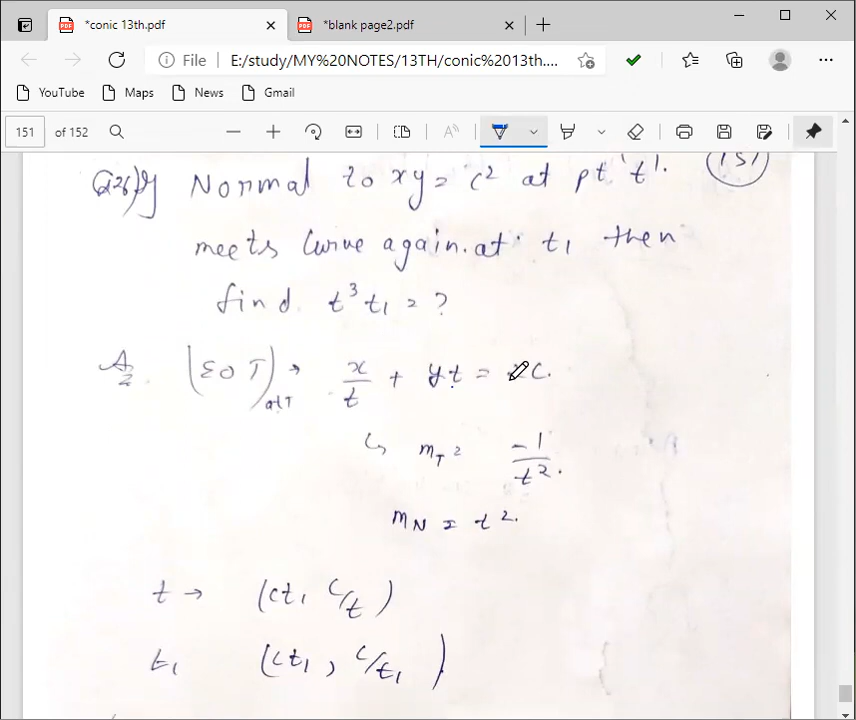 *conic 13th.pdf
*blank page2.pdf
File E:/study/MY%20NOTES/13TH/conic%2013th....
YouTube Maps News Gmail
151 of 152
Q26) Normal to xy = c² at pt 't'. (151)
meets Curve again at t₁ then
find t³t₁ = ?
A (EOT) at T → x/t + yt = 2c.
↳ m_T = -1/t².
m_N = t².
t → (ct, c/t)
t₁ (ct₁, c/t₁)